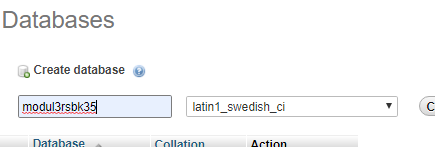 Databases
Create database
modul3rsbk35
latin1_swedish_ci
Database Collation Action